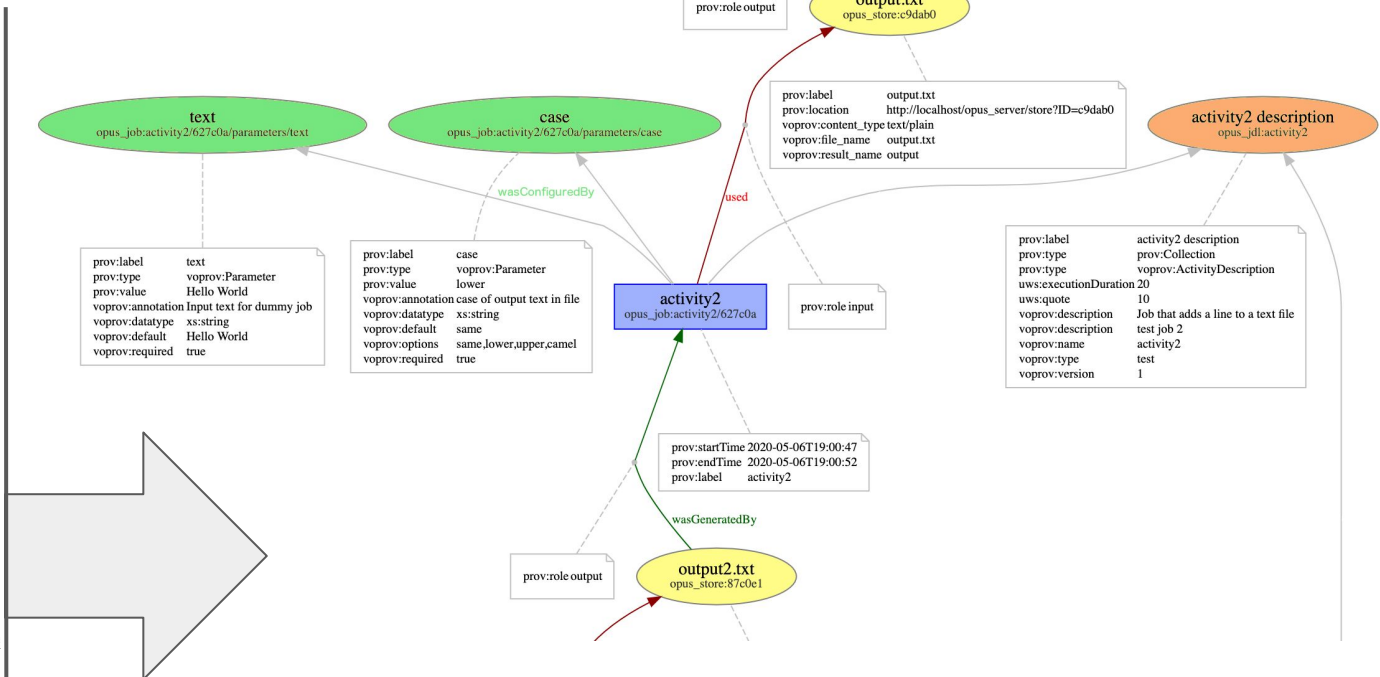 prov:role output
output.txt
opus_store:c9dab0
prov:label output.txt
prov:location http://localhost/opus_server/store?ID=c9dab0
voprov:content_type text/plain
voprov:file_name output.txt
voprov:result_name output
text
opus_job:activity2/627c0a/parameters/text
case
opus_job:activity2/627c0a/parameters/case
activity2 description
opus_jdl:activity2
wasConfiguredBy
used
prov:label text
prov:type voprov:Parameter
prov:value Hello World
voprov:annotation Input text for dummy job
voprov:datatype xs:string
voprov:default Hello World
voprov:required true
prov:label case
prov:type voprov:Parameter
prov:value lower
voprov:annotation case of output text in file
voprov:datatype xs:string
voprov:default same
voprov:options same,lower,upper,camel
voprov:required true
activity2
opus_job:activity2/627c0a
prov:role input
prov:label activity2 description
prov:type prov:Collection
prov:type voprov:ActivityDescription
uws:executionDuration 20
uws:quote 10
voprov:description Job that adds a line to a text file
voprov:description test job 2
voprov:name activity2
voprov:type test
voprov:version 1
prov:startTime 2020-05-06T19:00:47
prov:endTime 2020-05-06T19:00:52
prov:label activity2
wasGeneratedBy
prov:role output
output2.txt
opus_store:87c0e1